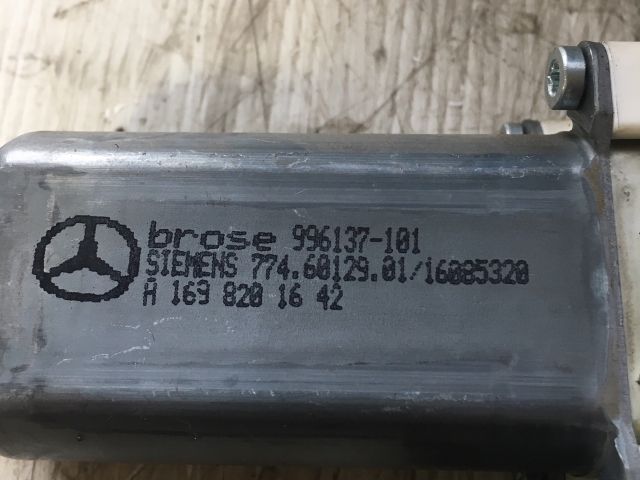 brose 996137-101
SIEMENS 774.60129.01/16085320
A 169 820 16 42